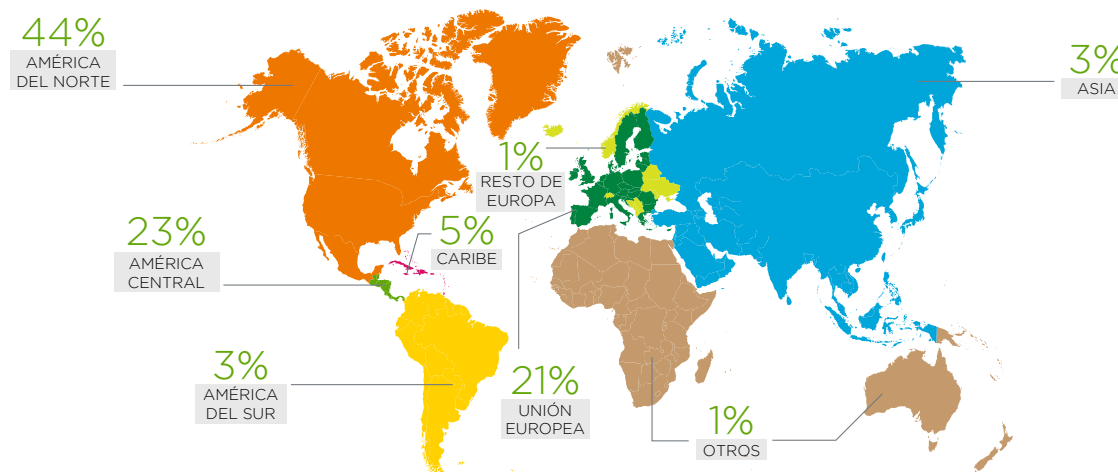 44%
AMÉRICA
DEL NORTE
3%
ASIA
1%
RESTO DE
EUROPA
23%
AMÉRICA
CENTRAL
5%
CARIBE
3%
AMÉRICA
DEL SUR
21%
UNIÓN
EUROPEA
1%
OTROS